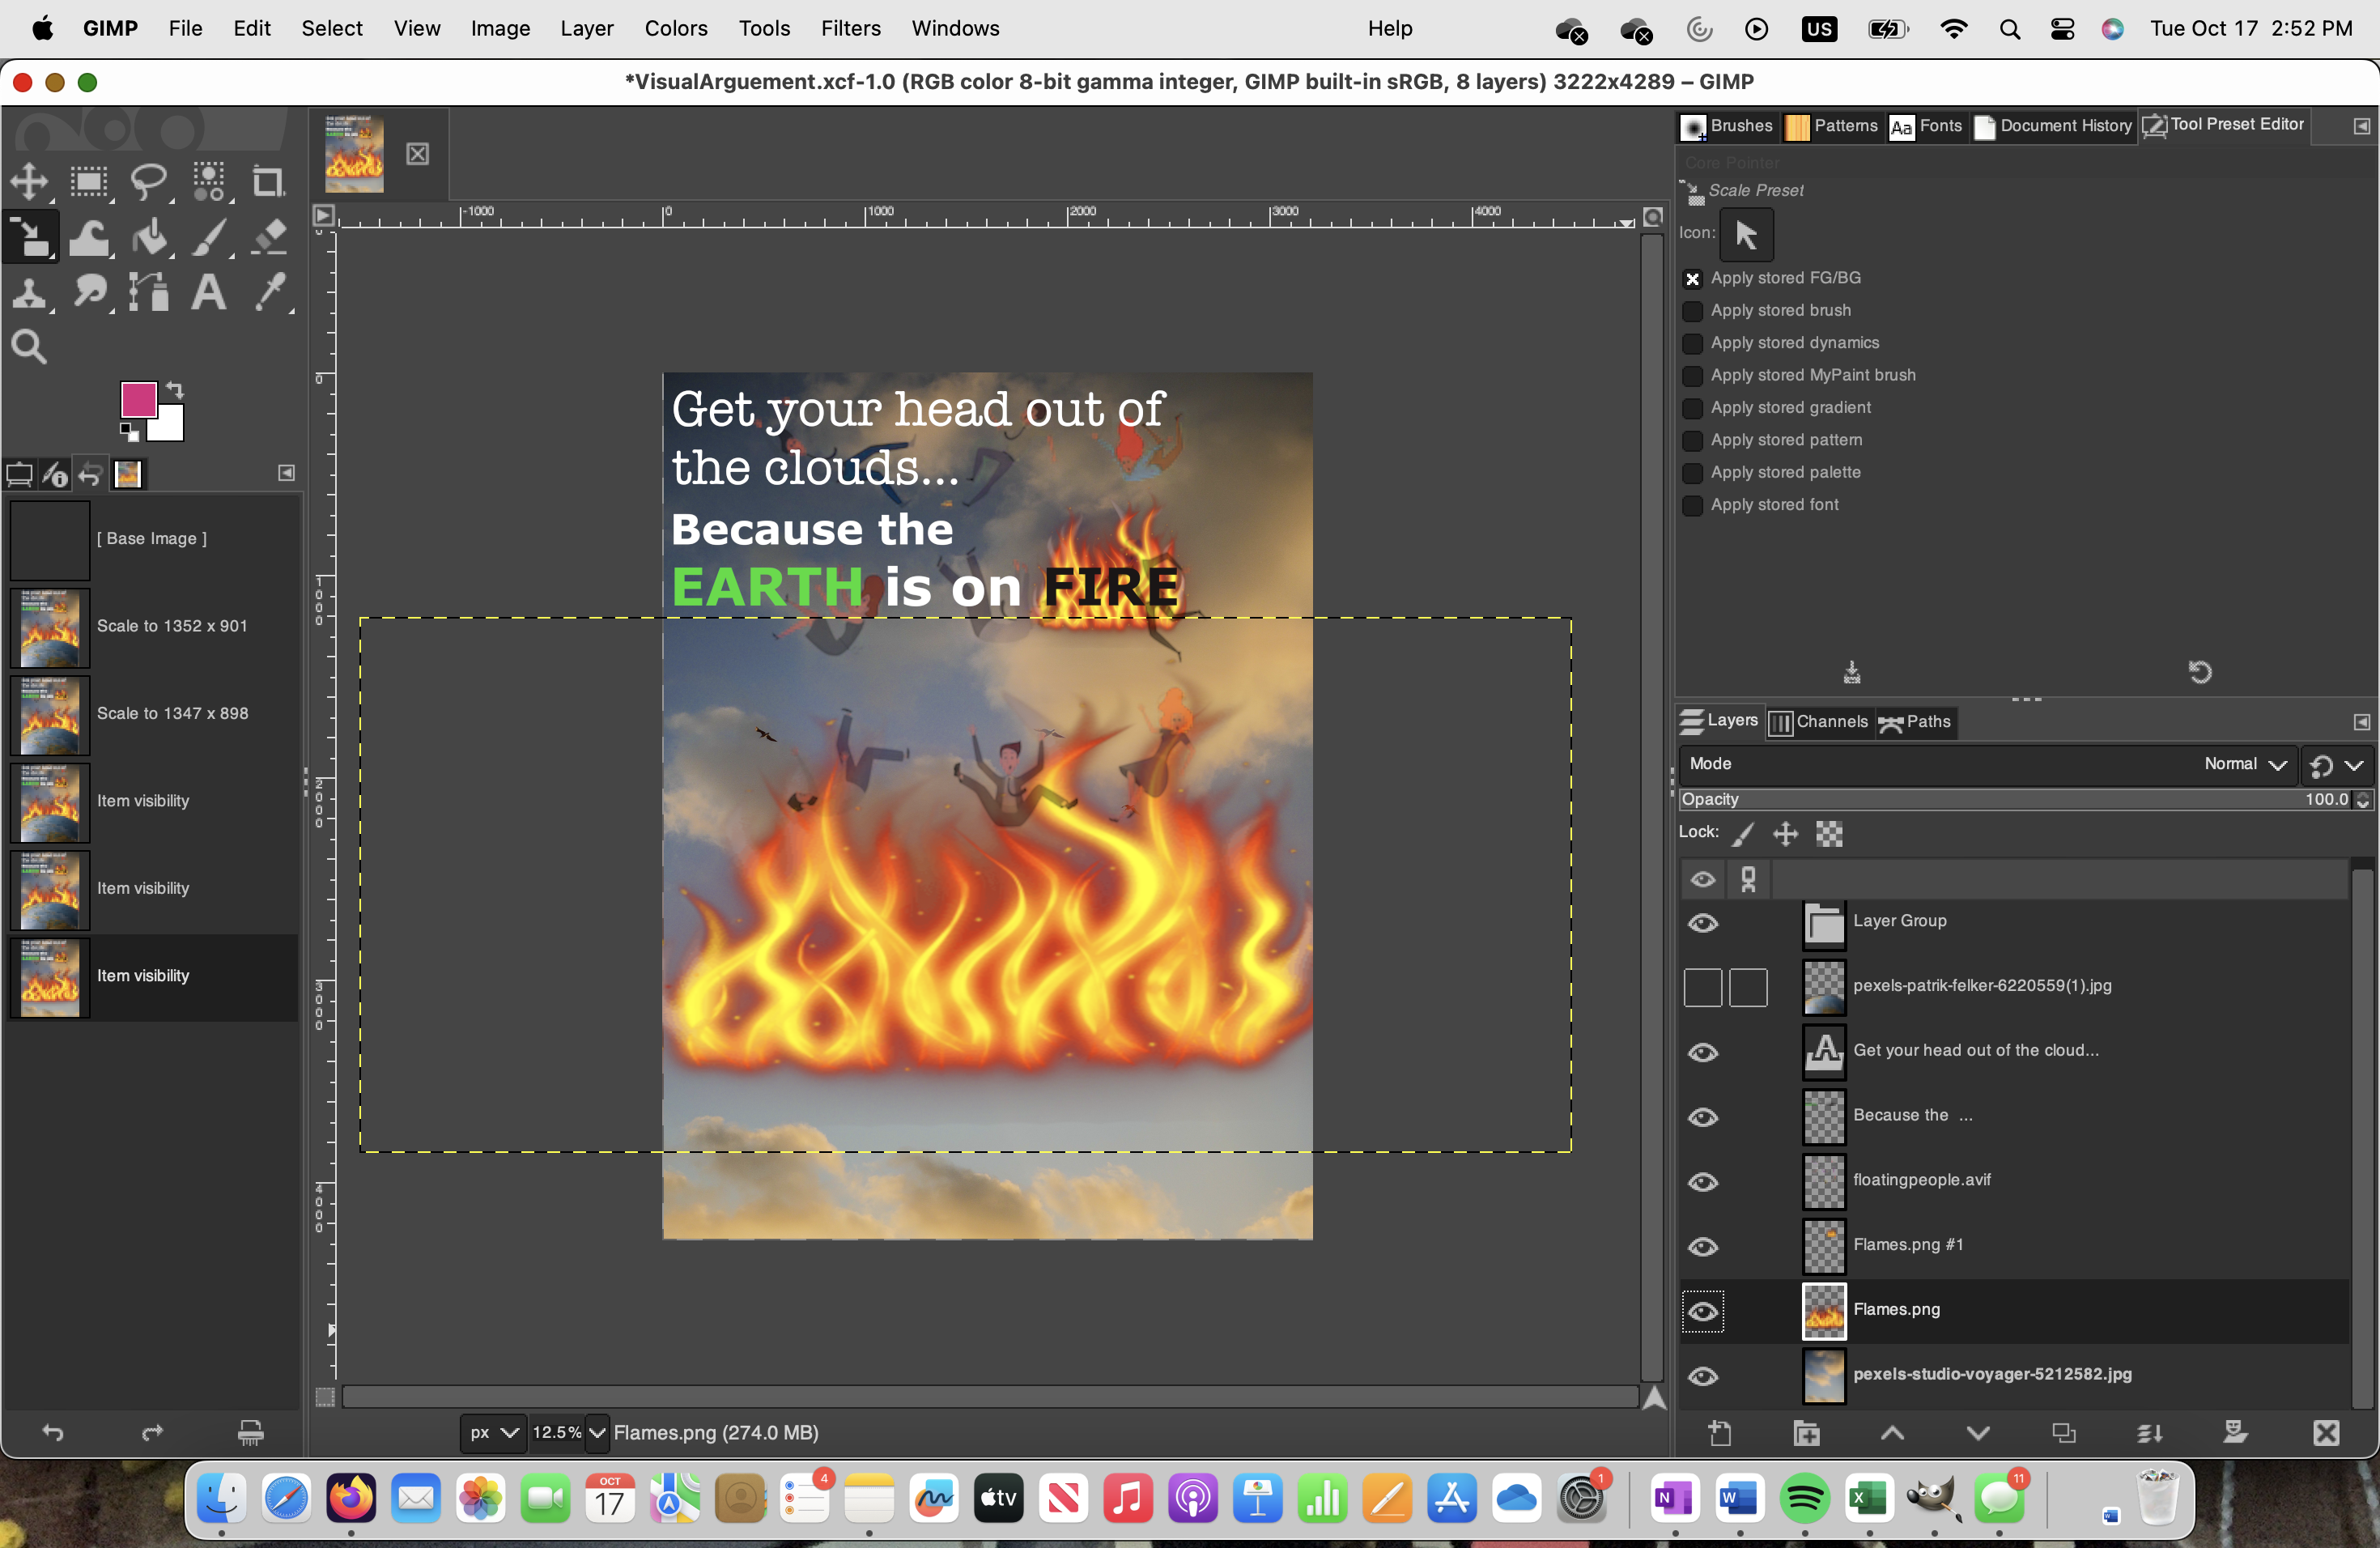 GIMP File Edit Select View Image Layer Colors Tools Filters Windows Help US Tue Oct 17 2:52 PM
*VisualArguement.xcf-1.0 (RGB color 8-bit gamma integer, GIMP built-in sRGB, 8 layers) 3222x4289 – GIMP
Brushes Aa Patterns Fonts Document History Tool Preset Editor
Core Pointer
Scale Preset
Icon:
Apply stored FG/BG
Apply stored brush
Apply stored dynamics
Apply stored MyPaint brush
Apply stored gradient
Apply stored pattern
Apply stored palette
Apply stored font
-1000 0 1000 2000 3000 4000
0
1000
2000
3000
4000
[ Base Image ]
Scale to 1352 x 901
Scale to 1347 x 898
Item visibility
Item visibility
Item visibility
Get your head out of
the clouds...
Because the
EARTH is on FIRE
Layers Channels Paths
Mode Normal
Opacity 100.0
Lock:
Layer Group
pexels-patrik-felker-6220559(1).jpg
Get your head out of the cloud...
Because the ...
floatingpeople.avif
Flames.png #1
Flames.png
pexels-studio-voyager-5212582.jpg
px 12.5% Flames.png (274.0 MB)
OCT
17
4
tv
1
N
W
X
11